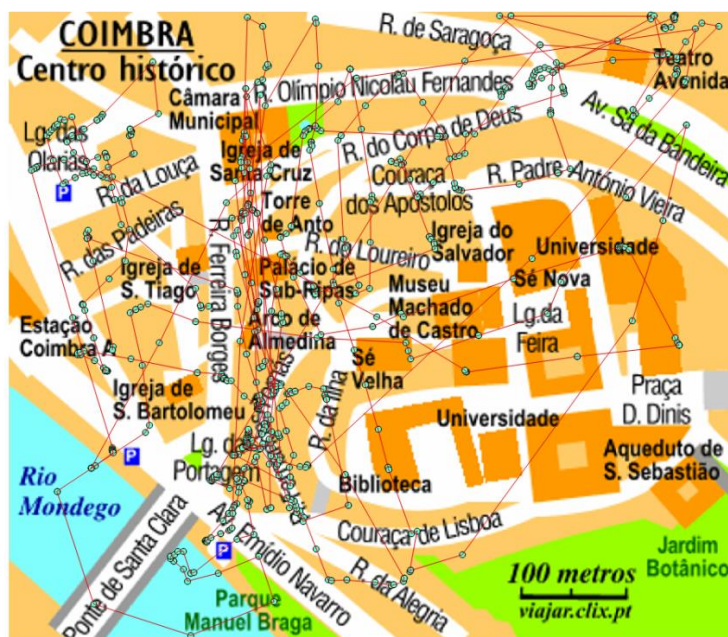 COIMBRA
Centro histórico
R. de Saragoça
Teatro
Avenida
R. Olímpio Nicolau Fernandes
Câmara
Municipal
Av. Sá da Bandeira
Lg. das
Olarias
R. do Corpo de Deus
Igreja de
Santa Cruz
P
R. da Louça
Couraça
dos Apóstolos
R. Padre António Vieira
Torre
de Anto
R. das Padeiras
R. Ferreira Borges
R. do Loureiro
Igreja do
Salvador
Universidade
Igreja de
S. Tiago
Palácio de
Sub-Ripas
Museu
Machado
de Castro
Sé Nova
Estação
Coimbra A
Arco de
Almedina
Lg. da
Feira
Sé
Velha
R. da Ilha
Igreja de
S. Bartolomeu
Praça
D. Dinis
Universidade
Lg. da
Portagem
Aqueduto de
S. Sebastião
P
Rio
Mondego
Biblioteca
Couraça de Lisboa
Ponte de Santa Clara
Av. Emídio Navarro
P
R. da Alegria
Jardim
Botânico
100 metros
viajar.clix.pt
Parque
Manuel Braga